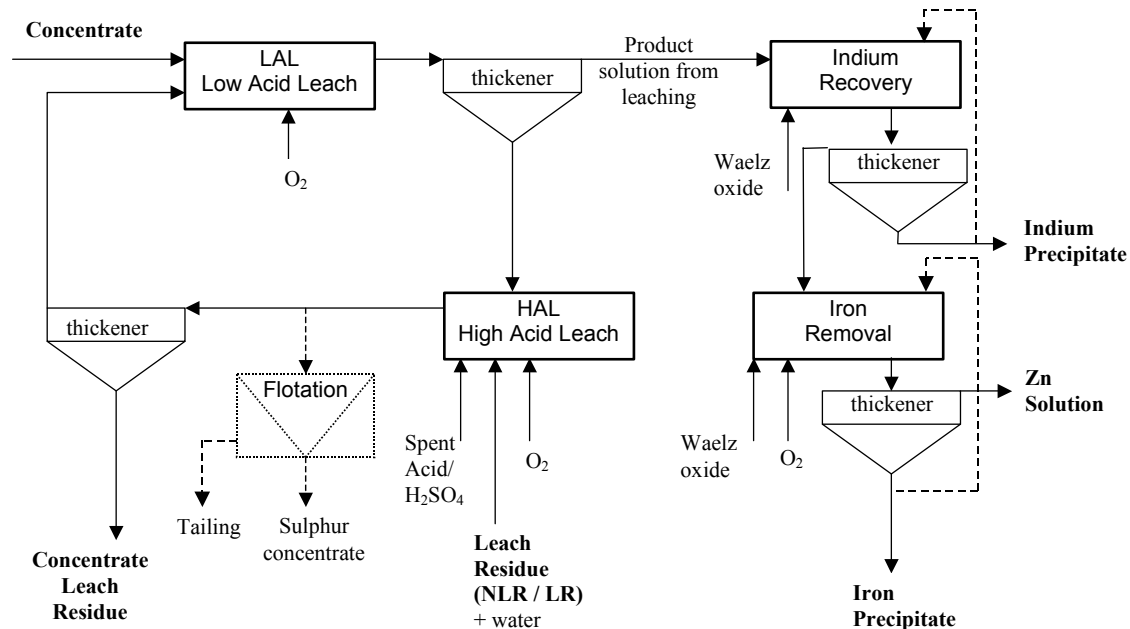 Concentrate
LAL
Low Acid Leach
thickener
Product
solution from
leaching
Indium
Recovery
O₂
Waelz
oxide
thickener
Indium
Precipitate
thickener
HAL
High Acid Leach
Iron
Removal
Flotation
thickener
Zn
Solution
Spent
Acid/
H₂SO₄
O₂
Waelz
oxide
O₂
Tailing
Sulphur
concentrate
Concentrate
Leach
Residue
Leach
Residue
(NLR / LR)
+ water
Iron
Precipitate